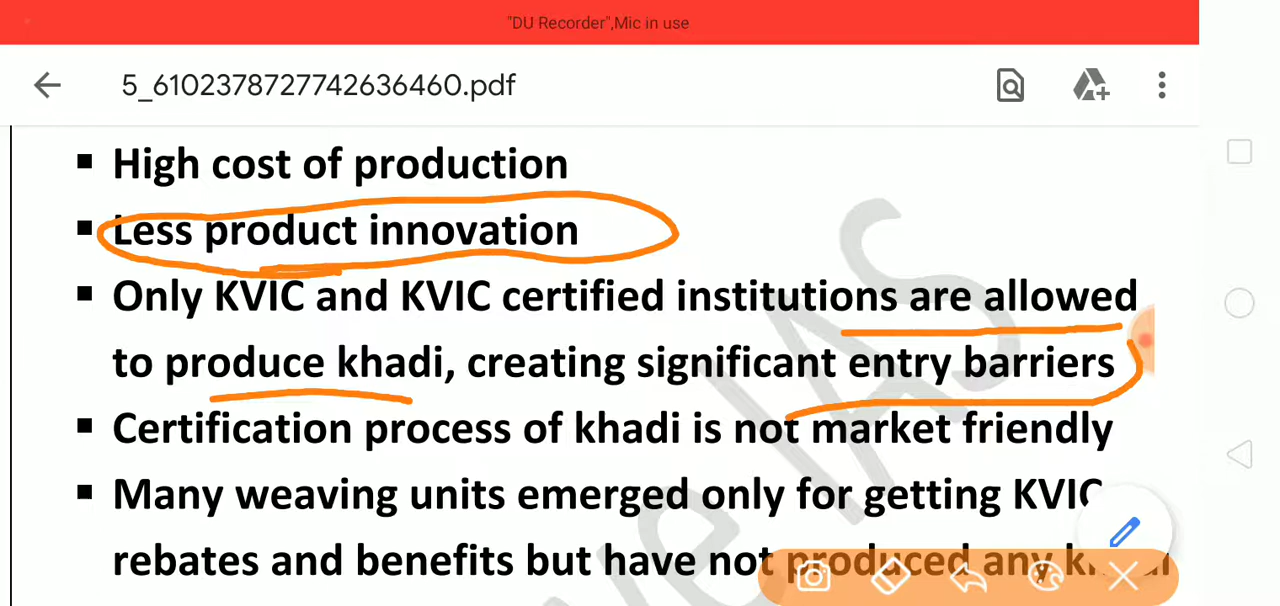 "DU Recorder",Mic in use
5_6102378727742636460.pdf
High cost of production
Less product innovation
Only KVIC and KVIC certified institutions are allowed
to produce khadi, creating significant entry barriers
Certification process of khadi is not market friendly
Many weaving units emerged only for getting KVIC
rebates and benefits but have not produced any